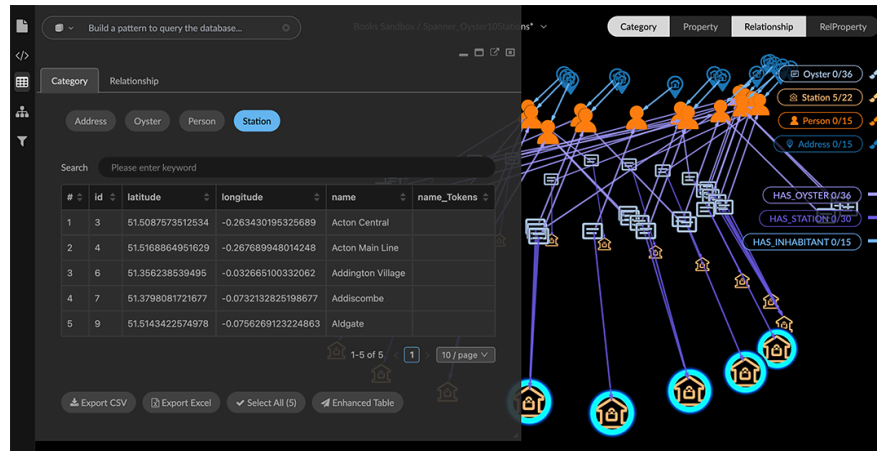 Build a pattern to query the database...
Books Sandbox / Spanner_Oyster10Stations*
Category Property Relationship RelProperty
Category Relationship
Address Oyster Person Station
Search Please enter keyword
# id latitude longitude name name_Tokens
1 3 51.5087573512534 -0.263430195325689 Acton Central
2 4 51.5168864951629 -0.267689948014248 Acton Main Line
3 6 51.356238539495 -0.032665100332062 Addington Village
4 7 51.3798081721677 -0.0732132825198677 Addiscombe
5 9 51.5143422574978 -0.0756269123224863 Aldgate
1-5 of 5 < 1 > 10 / page
Export CSV Export Excel Select All (5) Enhanced Table
Oyster 0/36
Station 5/22
Person 0/15
Address 0/15
HAS_OYSTER 0/36
HAS_STATION 0/30
HAS_INHABITANT 0/15